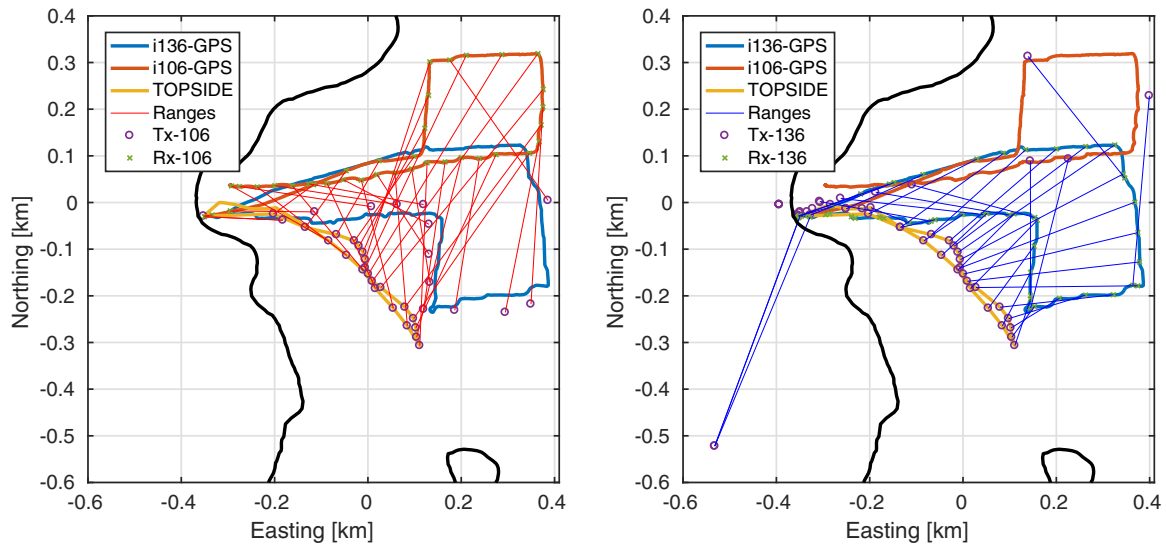 0.4
0.3
0.2
0.1
0
-0.1
-0.2
-0.3
-0.4
-0.5
-0.6
Northing [km]
i136-GPS
i106-GPS
TOPSIDE
Ranges
Tx-106
Rx-106
-0.6
-0.4
-0.2
0
0.2
0.4
Easting [km]
0.4
0.3
0.2
0.1
0
-0.1
-0.2
-0.3
-0.4
-0.5
-0.6
Northing [km]
i136-GPS
i106-GPS
TOPSIDE
Ranges
Tx-136
Rx-136
-0.6
-0.4
-0.2
0
0.2
0.4
Easting [km]